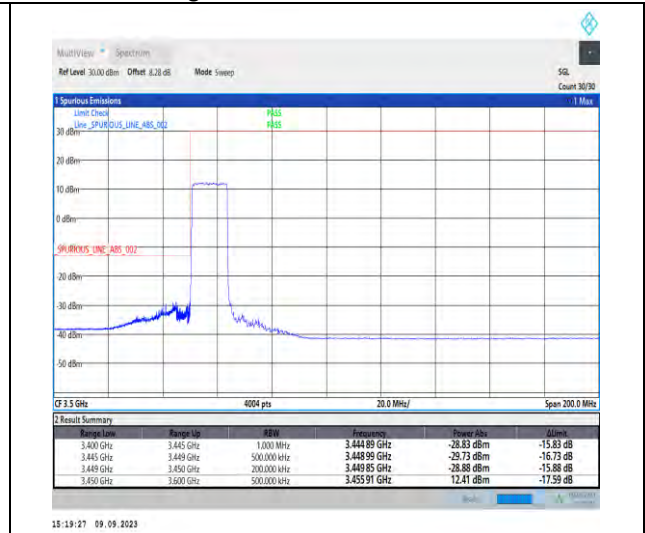 MultiView Spectrum
Ref Level 30.00 dBm Offset 8.28 dB Mode Sweep SGL
Count 30/30
1 Spurious Emissions 1 Max
Limit Check PASS
Line _SPURIOUS_LINE_ABS_002 PASS
30 dBm
20 dBm
10 dBm
0 dBm
_SPURIOUS_LINE_ABS_002
-20 dBm
-30 dBm
-40 dBm
-50 dBm
CF 3.5 GHz 4004 pts 20.0 MHz/ Span 200.0 MHz
2 Result Summary
Range Low Range Up RBW Frequency Power Abs ΔLimit
3.400 GHz 3.445 GHz 1.000 MHz 3.444 89 GHz -28.83 dBm -15.83 dB
3.445 GHz 3.449 GHz 500.000 kHz 3.448 99 GHz -29.73 dBm -16.73 dB
3.449 GHz 3.450 GHz 200.000 kHz 3.449 85 GHz -28.88 dBm -15.88 dB
3.450 GHz 3.600 GHz 500.000 kHz 3.455 91 GHz 12.41 dBm -17.59 dB
15:19:27 09.09.2023